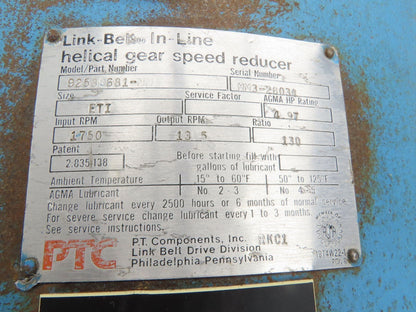 Link-Belt In-Line
helical gear speed reducer
Model/Part Number Serial Number
MM3-28034
Size Service Factor AGMA HP Rating
ETI 4.97
Input RPM Output RPM Ratio
1750 13.5 130
Patent Before starting fill with
2,035,138 gallons of lubricant
Ambient Temperature 15° to 60°F 50° to 125°F
AGMA Lubricant No 2-3 No
Change lubricant every 2500 hours or 6 months of normal service.
For severe service change lubricant every 1 to 3 months.
See service instructions.
PTC P.T. Components, Inc. MKC1
Link Belt Drive Division
Philadelphia Pennsylvania